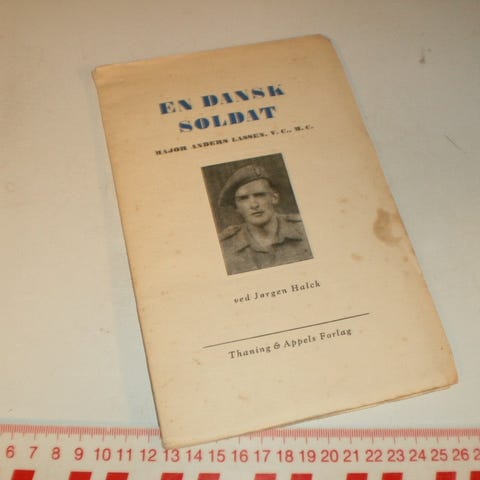 EN DANSK
SOLDAT
MAJOR ANDERS LASSEN, V. C., M. C.
ved Jørgen Halck
Thaning & Appels Forlag
6 7 8 9 10 11 12 13 14 15 16 17 18 19 20 21 22 23 24 25 26